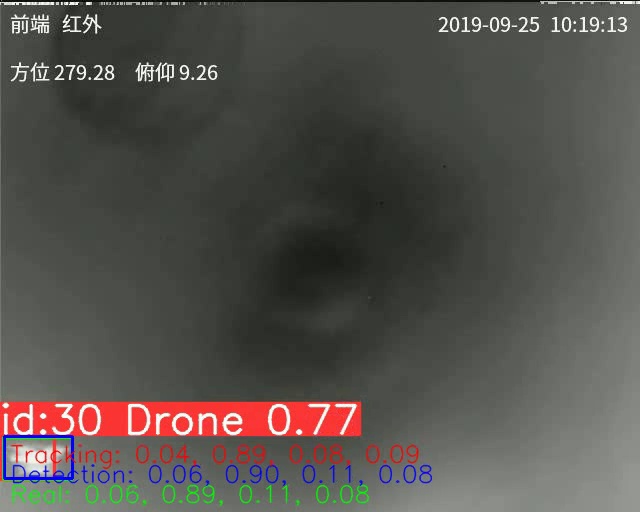 前端 红外 2019-09-25 10:19:13
方位 279.28 俯仰 9.26
id:30 Drone 0.77
Tracking: 0.04, 0.89, 0.08, 0.09
Detection: 0.06, 0.90, 0.11, 0.08
Real: 0.06, 0.89, 0.11, 0.08